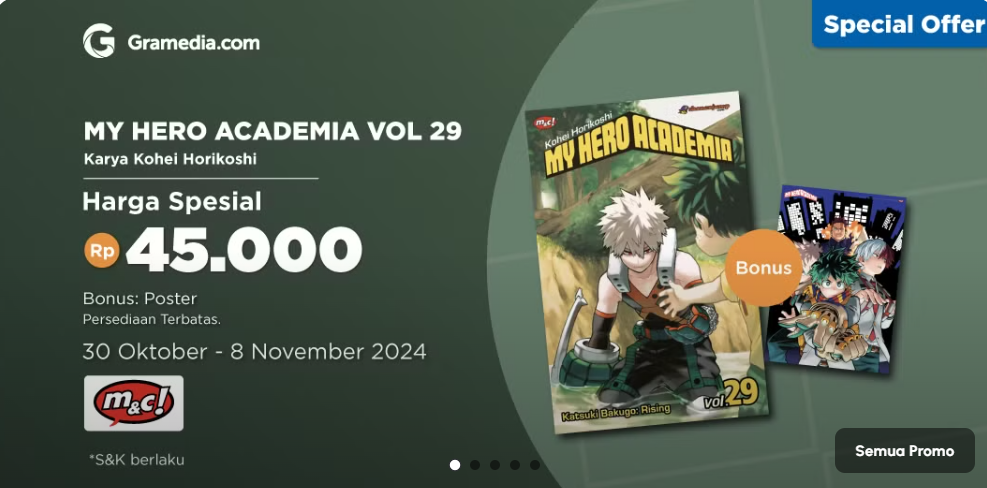 Special Offer
Gramedia.com
MY HERO ACADEMIA VOL 29
Karya Kohei Horikoshi
Harga Spesial
Rp 45.000
Bonus: Poster
Persediaan Terbatas.
30 Oktober - 8 November 2024
m&c!
*S&K berlaku
m&c!
Kohei Horikoshi
MY HERO ACADEMIA
vol.29
Katsuki Bakugo: Rising
Bonus
Semua Promo